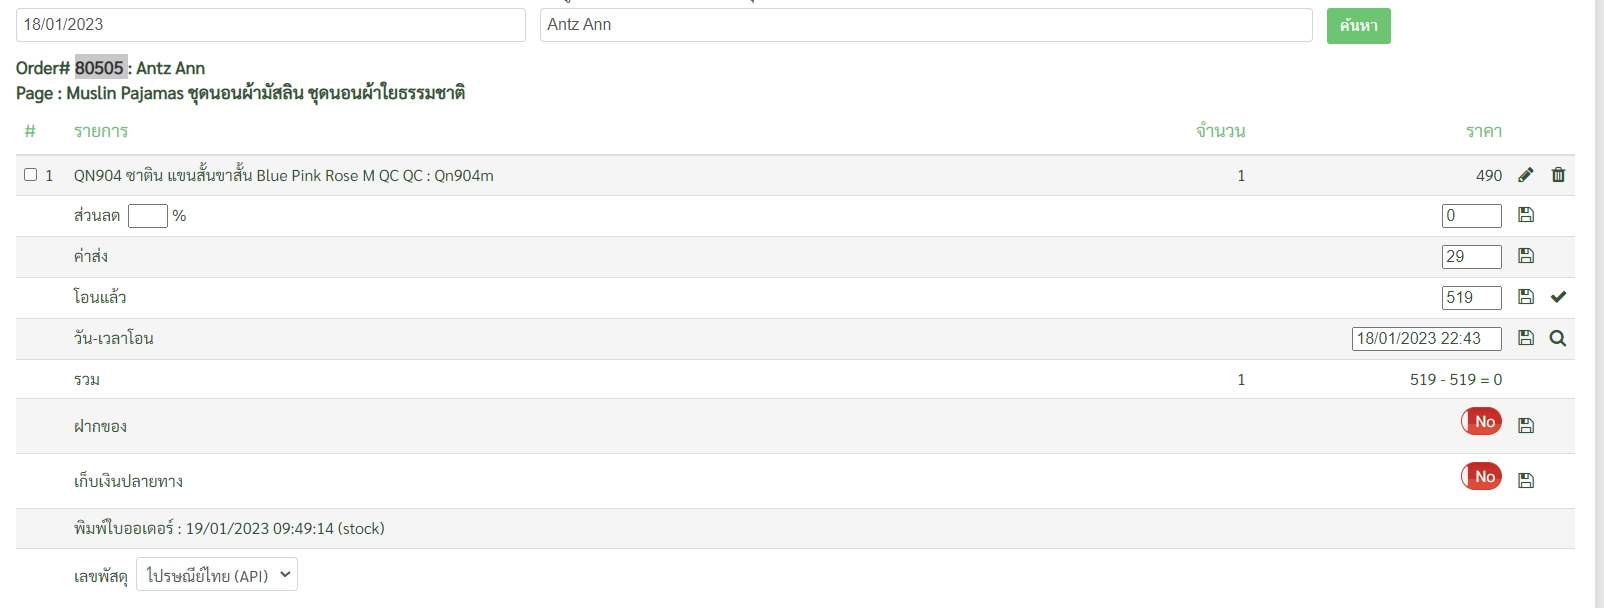 18/01/2023 Antz Ann ค้นหา
Order# 80505 : Antz Ann
Page : Muslin Pajamas ชุดนอนผ้ามัสลิน ชุดนอนผ้าใยธรรมชาติ
# รายการ จำนวน ราคา
1 QN904 ซาติน แขนสั้นขาสั้น Blue Pink Rose M QC QC : Qn904m 1 490
ส่วนลด % 0
ค่าส่ง 29
โอนแล้ว 519
วัน-เวลาโอน 18/01/2023 22:43
รวม 1 519 - 519 = 0
ฝากของ No
เก็บเงินปลายทาง No
พิมพ์ใบออเดอร์ : 19/01/2023 09:49:14 (stock)
เลขพัสดุ ไปรษณีย์ไทย (API)